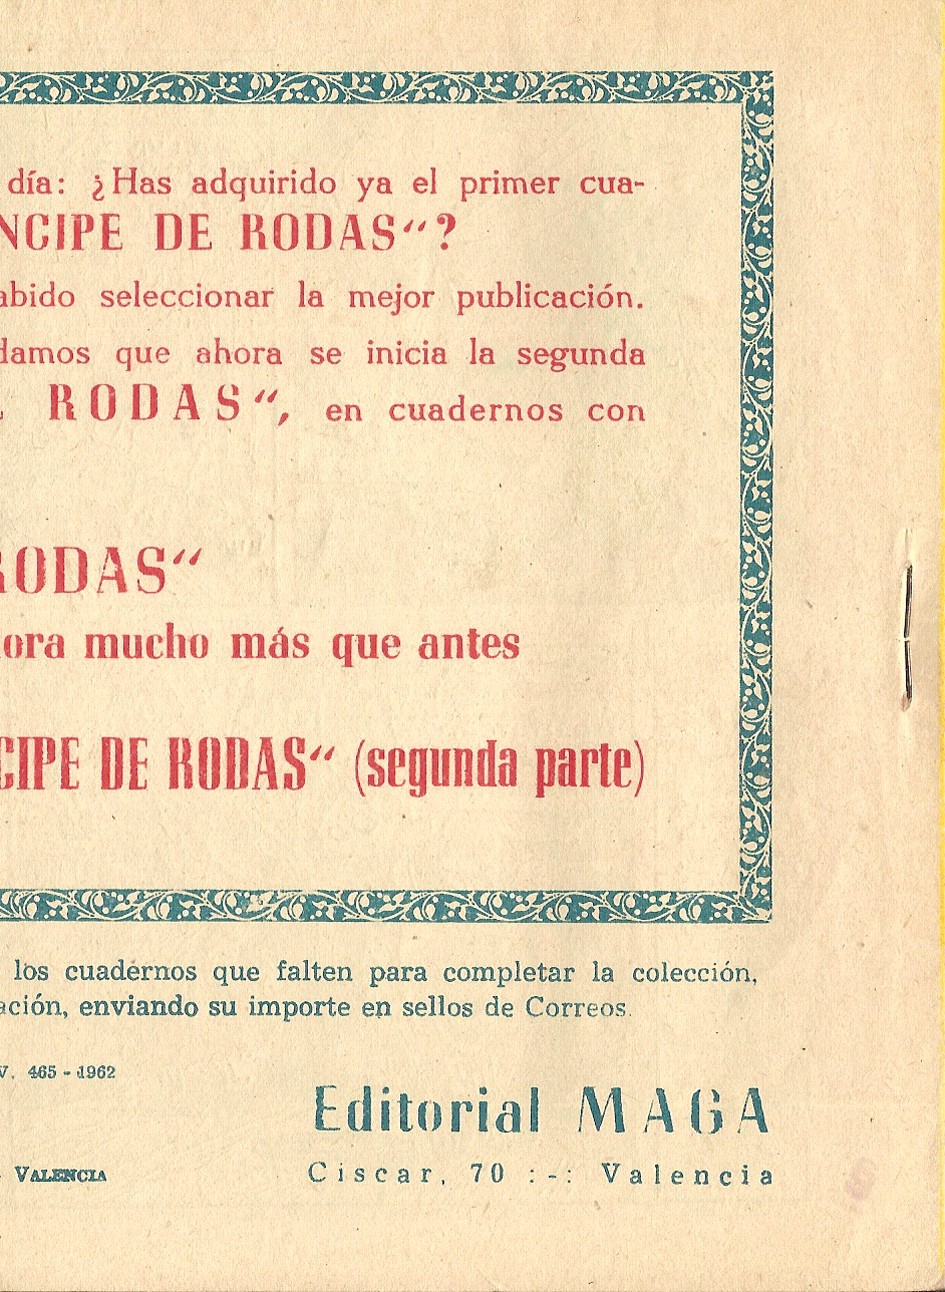 día: ¿Has adquirido ya el primer cua-
NCIPE DE RODAS“?
abido seleccionar la mejor publicación.
damos que ahora se inicia la segunda
RODAS“, en cuadernos con
RODAS“
ora mucho más que antes
CIPE DE RODAS“ (segunda parte)
los cuadernos que falten para completar la colección,
ación, enviando su importe en sellos de Correos.
V. 465 - 1962
Editorial MAGA
VALENCIA
Ciscar, 70 :-: Valencia